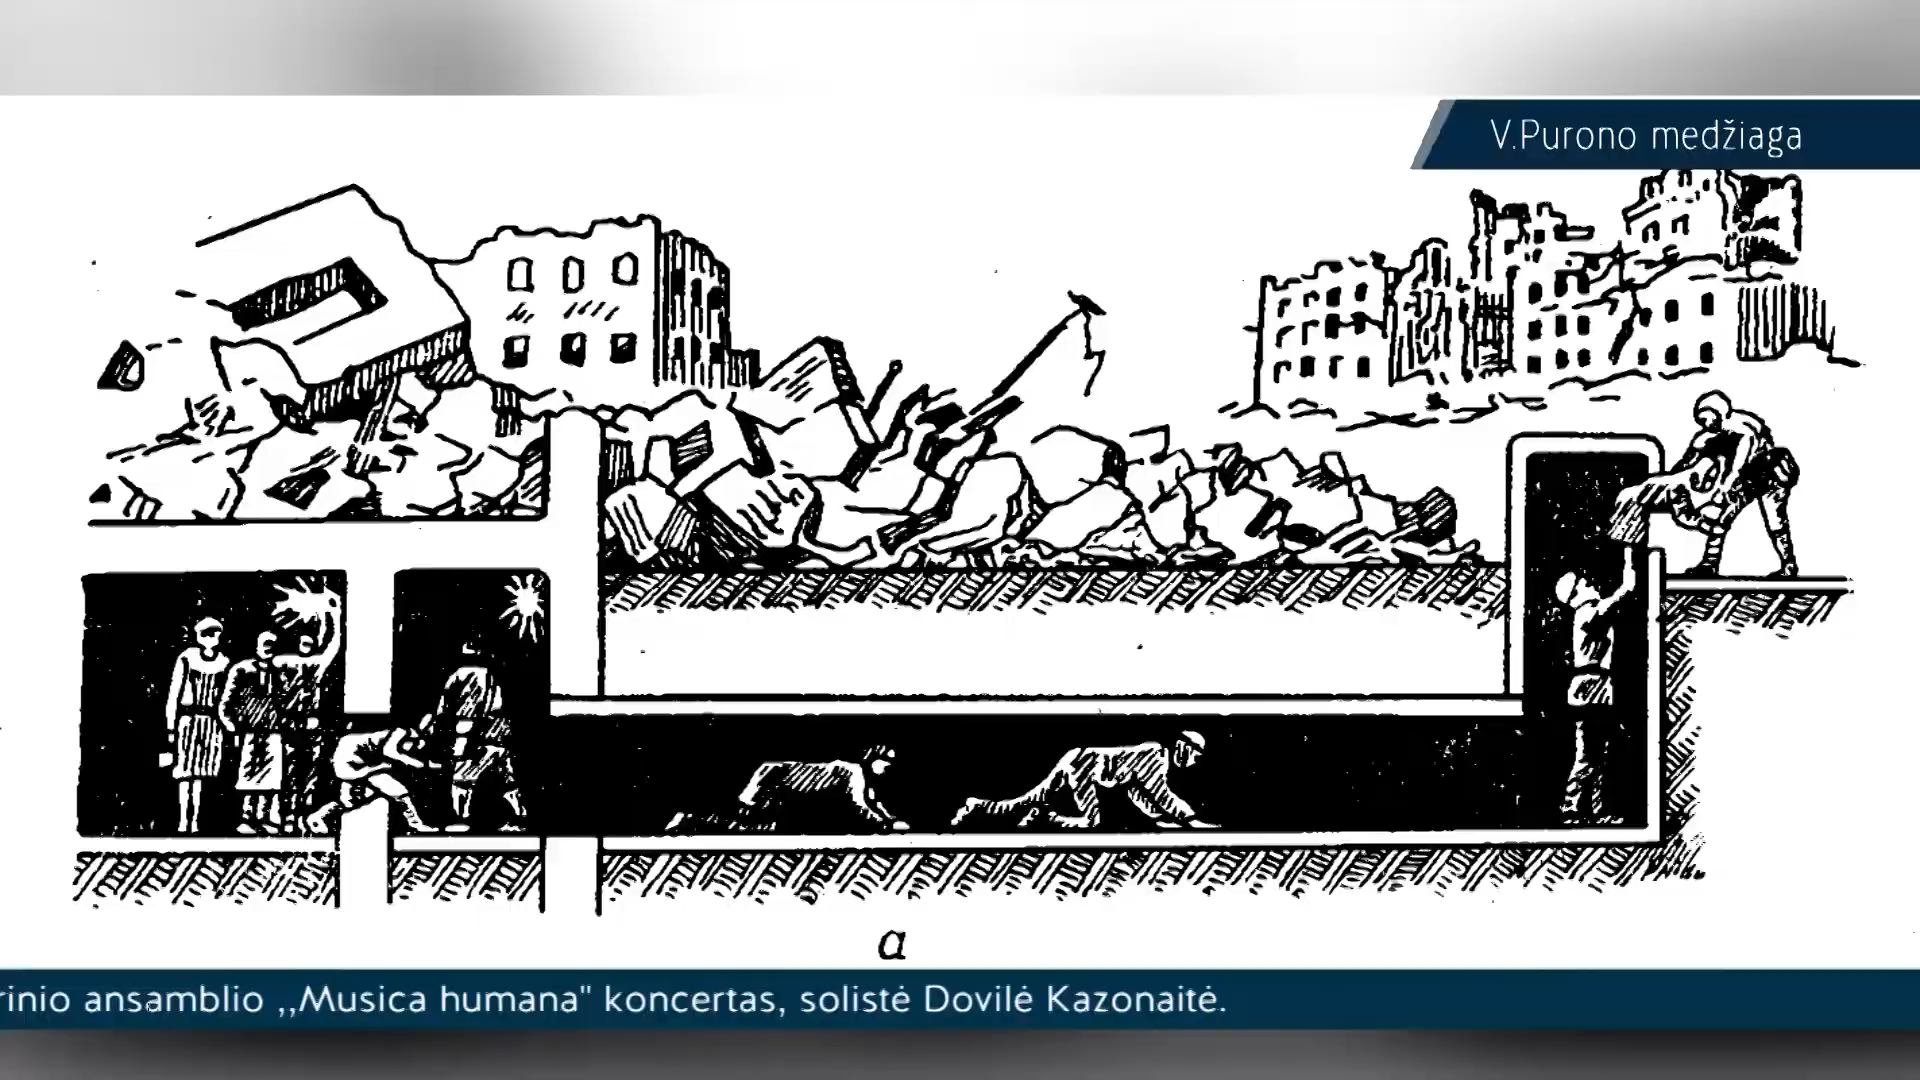 V.Purono medžiaga
a
rinio ansamblio ,,Musica humana" koncertas, solistė Dovilė Kazonaitė.